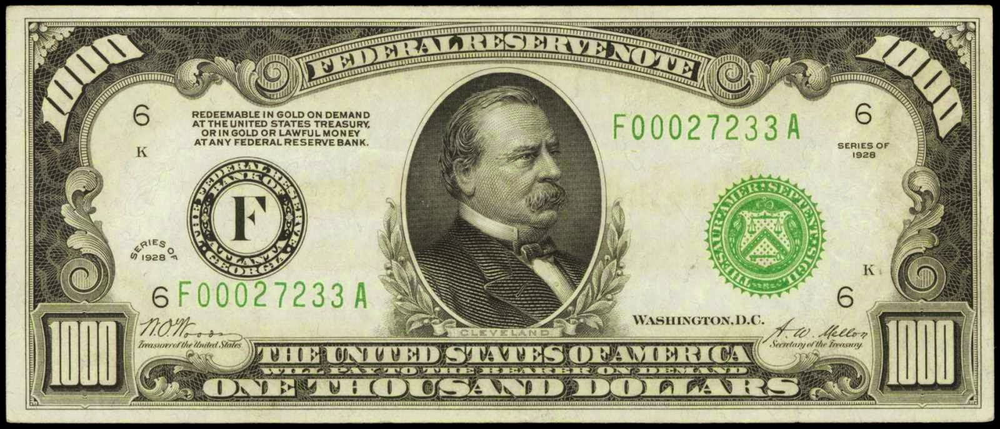 FEDERAL RESERVE NOTE
1000
1000
6
REDEEMABLE IN GOLD ON DEMAND
AT THE UNITED STATES TREASURY,
OR IN GOLD OR LAWFUL MONEY
AT ANY FEDERAL RESERVE BANK.
K
F00027233A
6
SERIES OF
1928
THE FEDERAL RESERVE
BANK OF
F
ATLANTA
GEORGIA
SERIES OF
1928
THESAUR. AMER. SEPTENT. SIGIL.
K
6
6 F00027233A
CLEVELAND
WASHINGTON, D.C.
W.O. Woods
Treasurer of the United States.
A. W. Mellon
Secretary of the Treasury.
1000
1000
THE UNITED STATES OF AMERICA
WILL PAY TO THE BEARER ON DEMAND
ONE THOUSAND DOLLARS